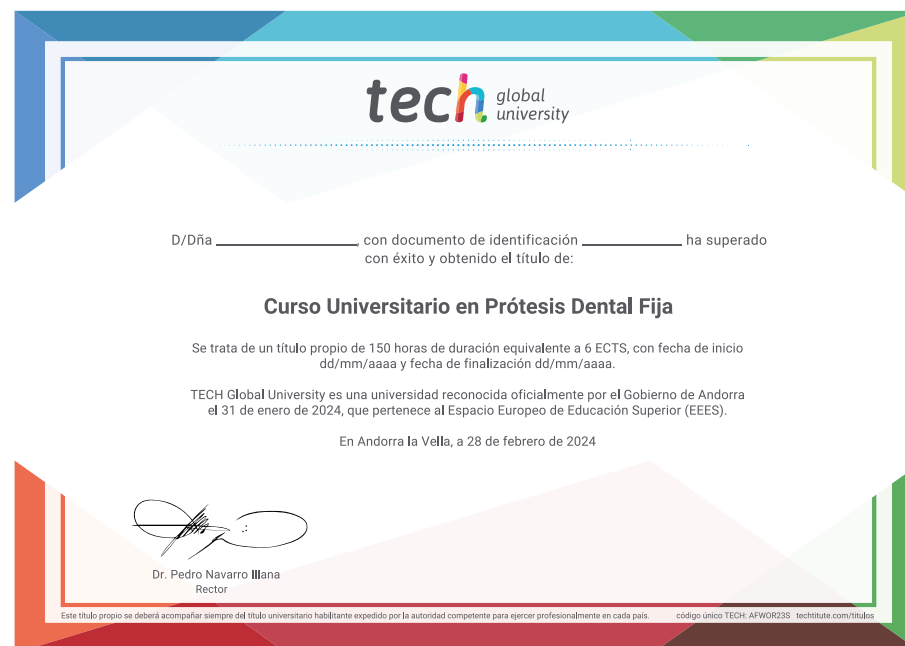 tech global university
D/Dña ________________, con documento de identificación ____________ ha superado
con éxito y obtenido el título de:
Curso Universitario en Prótesis Dental Fija
Se trata de un título propio de 150 horas de duración equivalente a 6 ECTS, con fecha de inicio
dd/mm/aaaa y fecha de finalización dd/mm/aaaa.
TECH Global University es una universidad reconocida oficialmente por el Gobierno de Andorra
el 31 de enero de 2024, que pertenece al Espacio Europeo de Educación Superior (EEES).
En Andorra la Vella, a 28 de febrero de 2024
Dr. Pedro Navarro Illana
Rector
Este título propio se deberá acompañar siempre del título universitario habilitante expedido por la autoridad competente para ejercer profesionalmente en cada país. código único TECH: AFWOR23S techtitute.com/titulos